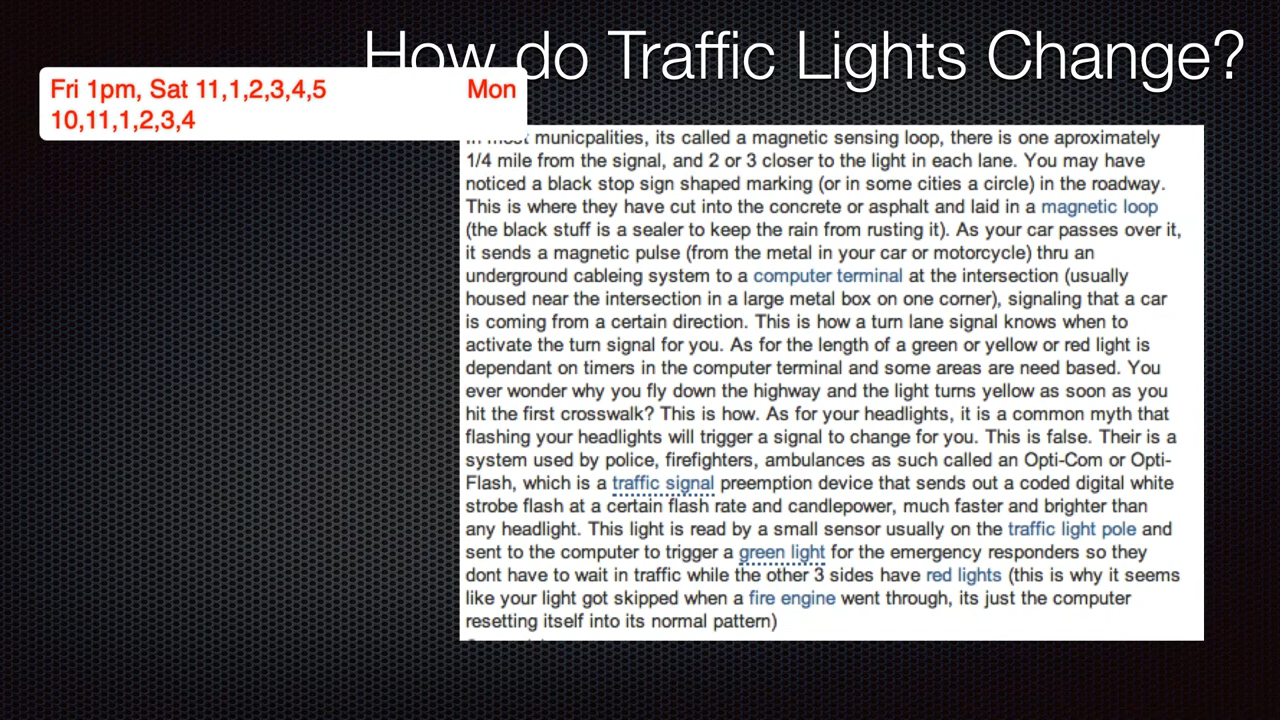 How do Traffic Lights Change?
Fri 1pm, Sat 11,1,2,3,4,5 Mon
10,11,1,2,3,4
municpalities, its called a magnetic sensing loop, there is one aproximately
1/4 mile from the signal, and 2 or 3 closer to the light in each lane. You may have
noticed a black stop sign shaped marking (or in some cities a circle) in the roadway.
This is where they have cut into the concrete or asphalt and laid in a magnetic loop
(the black stuff is a sealer to keep the rain from rusting it). As your car passes over it,
it sends a magnetic pulse (from the metal in your car or motorcycle) thru an
underground cableing system to a computer terminal at the intersection (usually
housed near the intersection in a large metal box on one corner), signaling that a car
is coming from a certain direction. This is how a turn lane signal knows when to
activate the turn signal for you. As for the length of a green or yellow or red light is
dependant on timers in the computer terminal and some areas are need based. You
ever wonder why you fly down the highway and the light turns yellow as soon as you
hit the first crosswalk? This is how. As for your headlights, it is a common myth that
flashing your headlights will trigger a signal to change for you. This is false. Their is a
system used by police, firefighters, ambulances as such called an Opti-Com or Opti-
Flash, which is a traffic signal preemption device that sends out a coded digital white
strobe flash at a certain flash rate and candlepower, much faster and brighter than
any headlight. This light is read by a small sensor usually on the traffic light pole and
sent to the computer to trigger a green light for the emergency responders so they
dont have to wait in traffic while the other 3 sides have red lights (this is why it seems
like your light got skipped when a fire engine went through, its just the computer
resetting itself into its normal pattern)